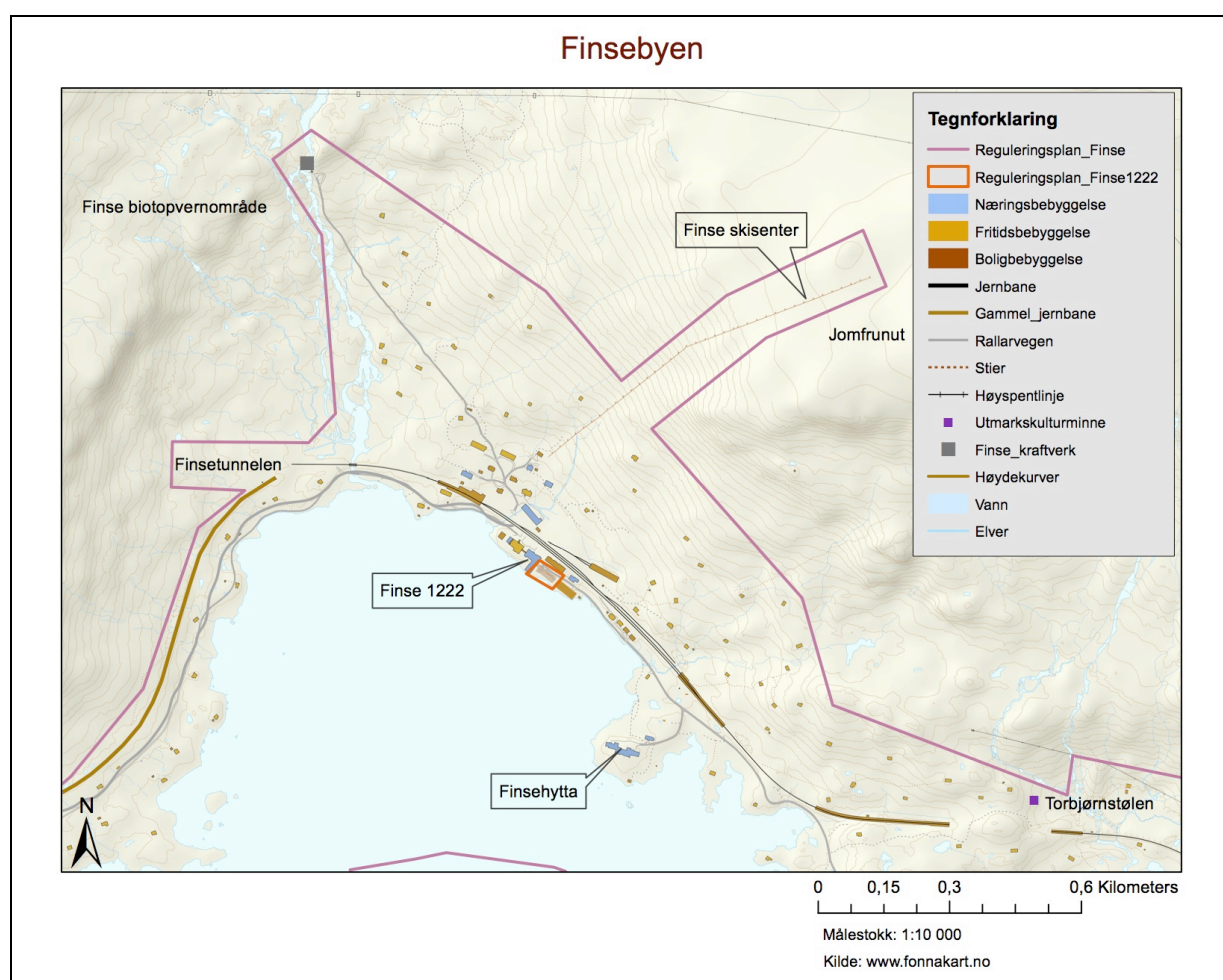 Finsebyen
Tegnforklaring
Reguleringsplan_Finse
Reguleringsplan_Finse1222
Næringsbebyggelse
Fritidsbebyggelse
Boligbebyggelse
Jernbane
Gammel_jernbane
Rallarvegen
Stier
Høyspentlinje
Utmarkskulturminne
Finse_kraftverk
Høydekurver
Vann
Elver
Finse biotopvernområde
Finse skisenter
Jomfrunut
Finsetunnelen
Finse 1222
Finsehytta
Torbjørnstølen
N
0 0,15 0,3 0,6 Kilometers
Målestokk: 1:10 000
Kilde: www.fonnakart.no